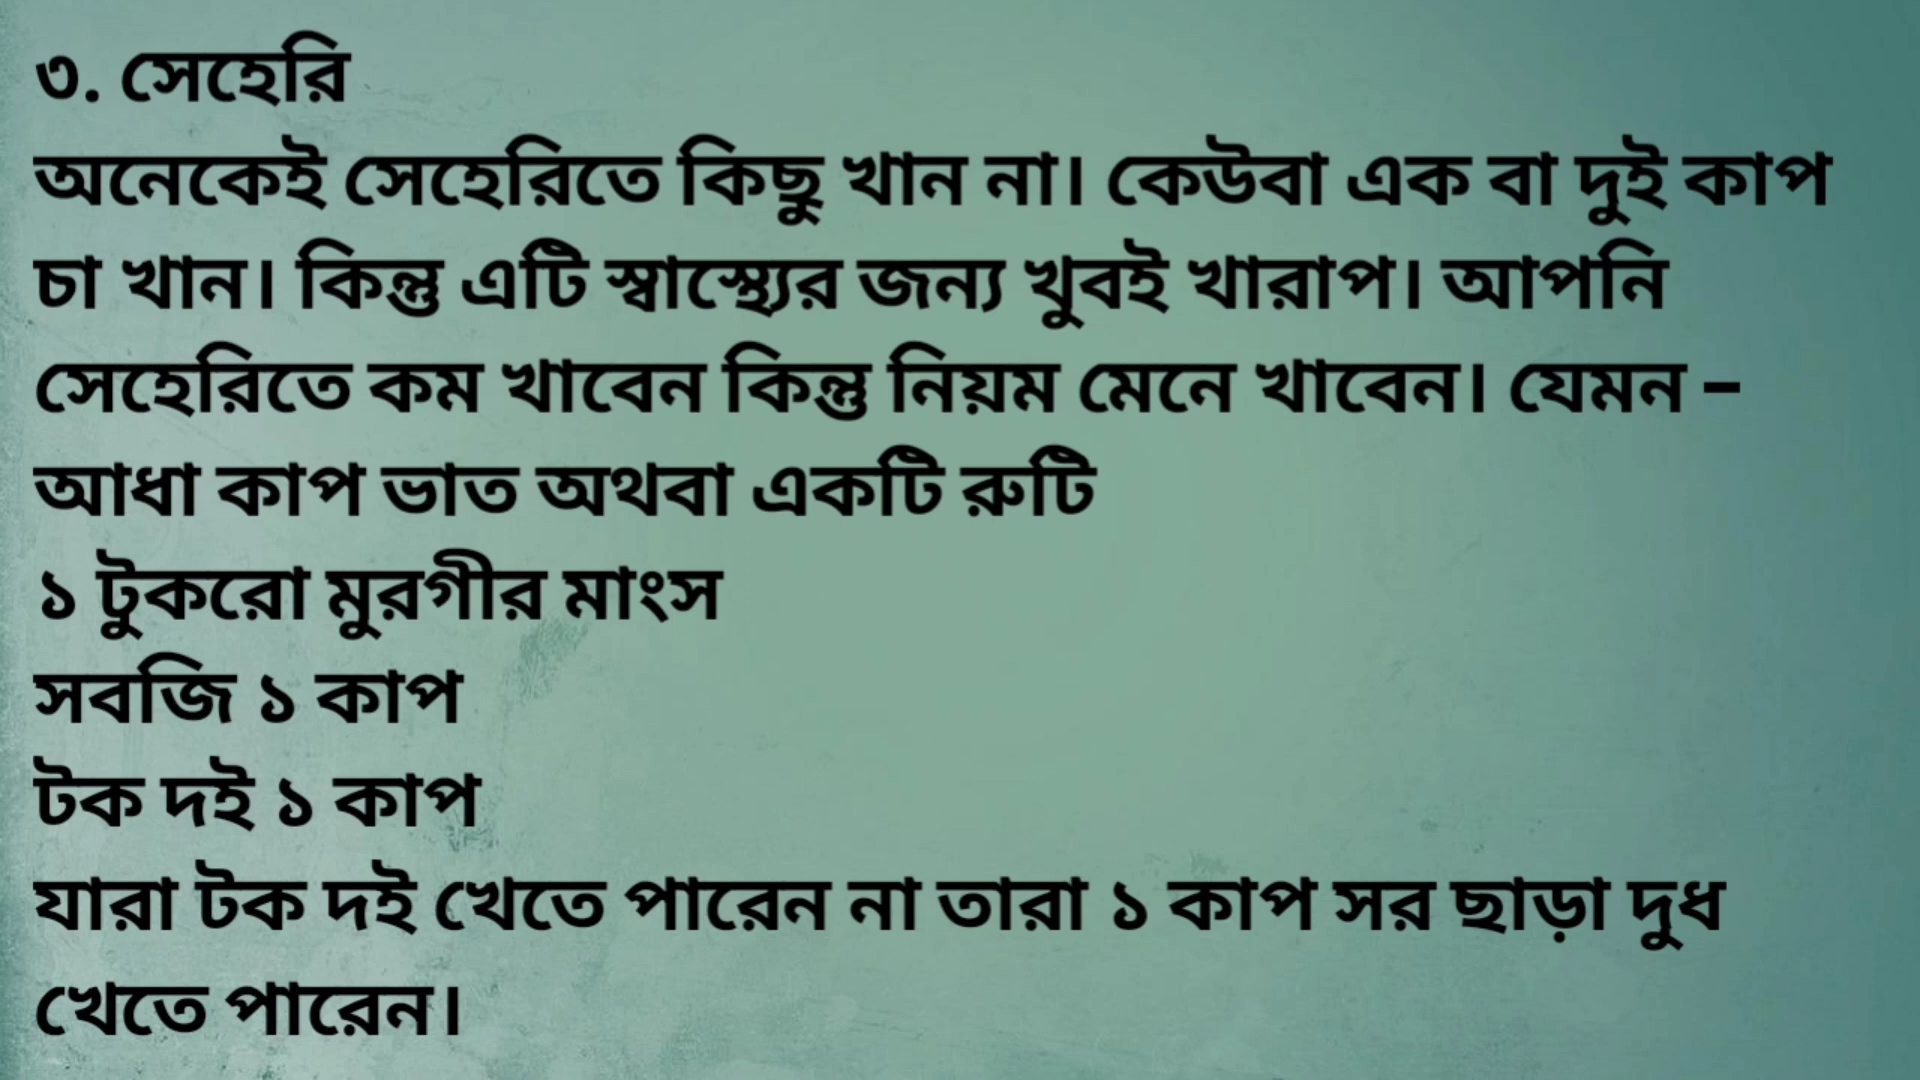 ৩. সেহেরি
অনেকেই সেহেরিতে কিছু খান না। কেউবা এক বা দুই কাপ
চা খান। কিন্তু এটি স্বাস্থ্যের জন্য খুবই খারাপ। আপনি
সেহেরিতে কম খাবেন কিন্তু নিয়ম মেনে খাবেন। যেমন –
আধা কাপ ভাত অথবা একটি রুটি
১ টুকরো মুরগীর মাংস
সবজি ১ কাপ
টক দই ১ কাপ
যারা টক দই খেতে পারেন না তারা ১ কাপ সর ছাড়া দুধ
খেতে পারেন।